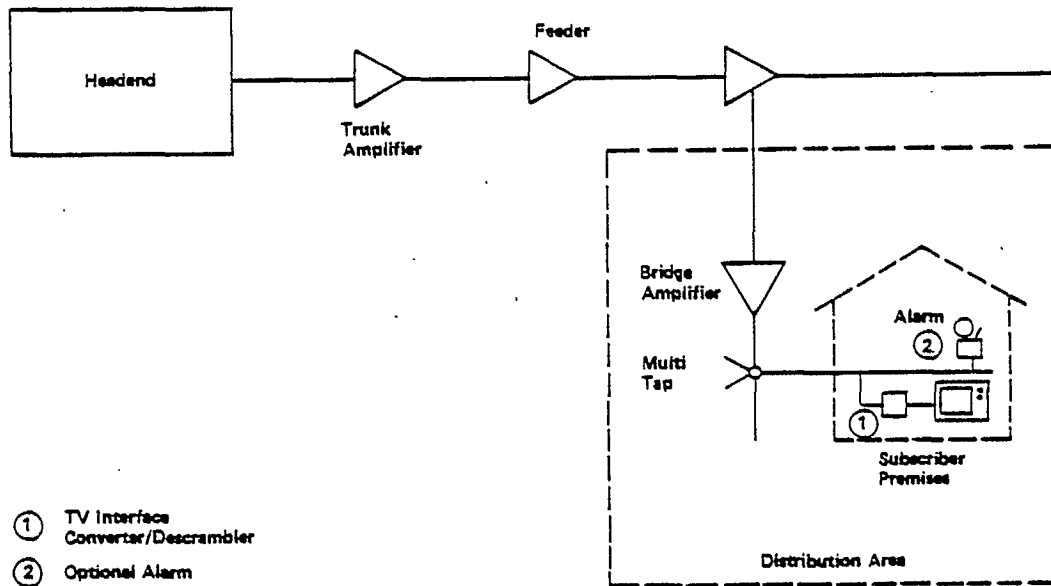 Feeder
Headend
Trunk
Amplifier
Bridge
Amplifier
Alarm
2
Multi
Tap
1
Subscriber
Premises
1 TV Interface
Converter/Descrambler
2 Optional Alarm
Distribution Area